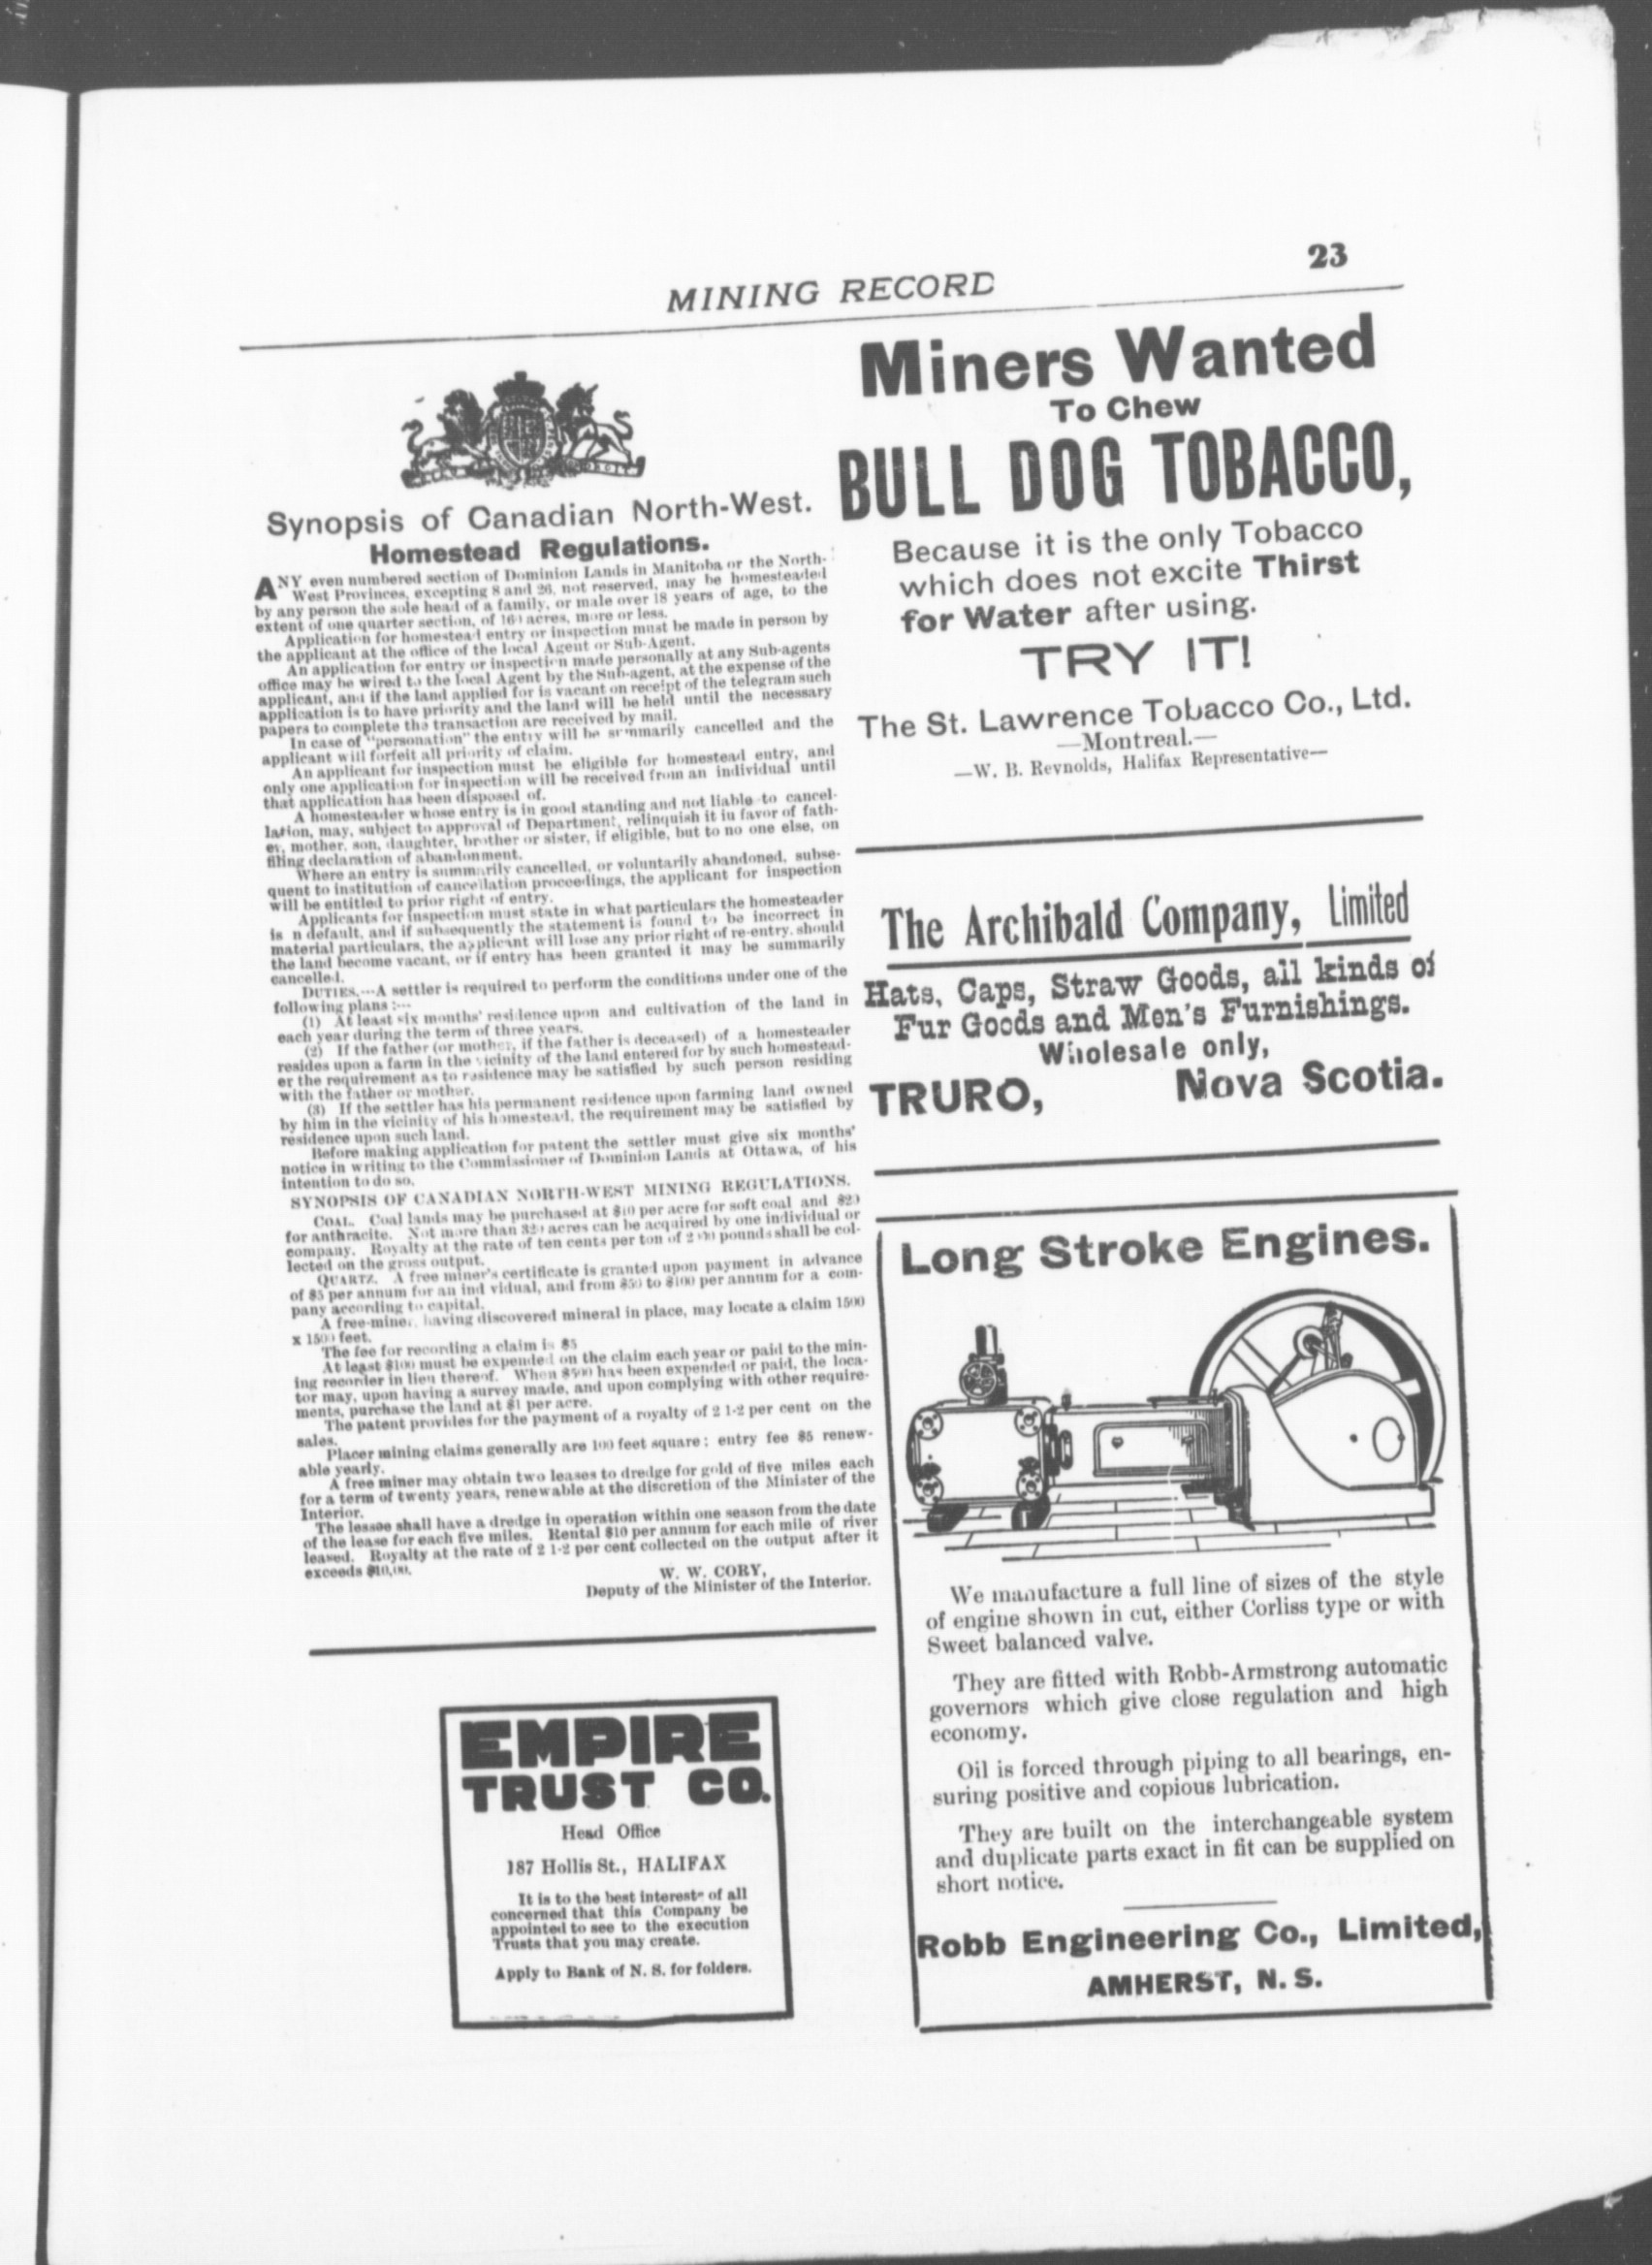 MINING RECORD
23
Synopsis of Canadian North-West.
Homestead Regulations.
ANY even numbered section of Dominion Lands in Manitoba or the North-
West Provinces, excepting 8 and 26, not reserved, may be homesteaded
by any person the sole head of a family, or male over 18 years of age, to the
extent of one quarter section, of 160 acres, more or less.
Application for homestead entry or inspection must be made in person by
the applicant at the office of the local Agent or Sub-Agent.
An application for entry or inspection made personally at any Sub-agents
office may be wired to the local Agent by the Sub-agent, at the expense of the
applicant, and if the land applied for is vacant on receipt of the telegram such
application is to have priority and the land will be held until the necessary
papers to complete the transaction are received by mail.
In case of "personation" the entry will be summarily cancelled and the
applicant will forfeit all priority of claim.
An applicant for inspection must be eligible for homestead entry, and
only one application for inspection will be received from an individual until
that application has been disposed of.
A homesteader whose entry is in good standing and not liable to cancel-
lation, may, subject to approval of Department, relinquish it in favor of fath-
er, mother, son, daughter, brother or sister, if eligible, but to no one else, on
filing declaration of abandonment.
Where an entry is summarily cancelled, or voluntarily abandoned, subse-
quent to institution of cancellation proceedings, the applicant for inspection
will be entitled to prior right of entry.
Applicants for inspection must state in what particulars the homesteader
is n default, and if subsequently the statement is found to be incorrect in
material particulars, the applicant will lose any prior right of re-entry, should
the land become vacant, or if entry has been granted it may be summarily
cancelled.
DUTIES,---A settler is required to perform the conditions under one of the
following plans :---
(1) At least six months' residence upon and cultivation of the land in
each year during the term of three years.
(2) If the father (or mother, if the father is deceased) of a homesteader
resides upon a farm in the vicinity of the land entered for by such homestead-
er the requirement as to residence may be satisfied by such person residing
with the father or mother.
(3) If the settler has his permanent residence upon farming land owned
by him in the vicinity of his homestead, the requirement may be satisfied by
residence upon such land.
Before making application for patent the settler must give six months'
notice in writing to the Commissioner of Dominion Lands at Ottawa, of his
intention to do so.
SYNOPSIS OF CANADIAN NORTH-WEST MINING REGULATIONS.
COAL. Coal lands may be purchased at $10 per acre for soft coal and $20
for anthracite. Not more than 320 acres can be acquired by one individual or
company. Royalty at the rate of ten cents per ton of 2000 pounds shall be col-
lected on the gross output.
QUARTZ. A free miner's certificate is granted upon payment in advance
of $5 per annum for an ind vidual, and from $50 to $100 per annum for a com-
pany according to capital.
A free-miner, having discovered mineral in place, may locate a claim 1500
x 1500 feet.
The fee for recording a claim is $5
At least $100 must be expended on the claim each year or paid to the min-
ing recorder in lieu thereof. When $500 has been expended or paid, the loca-
tor may, upon having a survey made, and upon complying with other require-
ments, purchase the land at $1 per acre.
The patent provides for the payment of a royalty of 2 1-2 per cent on the
sales.
Placer mining claims generally are 100 feet square; entry fee $5 renew-
able yearly.
A free miner may obtain two leases to dredge for gold of five miles each
for a term of twenty years, renewable at the discretion of the Minister of the
Interior.
The lessee shall have a dredge in operation within one season from the date
of the lease for each five miles. Rental $10 per annum for each mile of river
leased. Royalty at the rate of 2 1-2 per cent collected on the output after it
exceeds
W. W. CORY,
Deputy of the Minister of the Interior.
EMPIRE
TRUST CO.
Head Office
187 Hollis St., HALIFAX
It is to the best interests of all
concerned that this Company be
appointed to see to the execution
Trusts that you may create.
Apply to Bank of N. S. for folders.
Miners Wanted
To Chew
BULL DOG TOBACCO,
Because it is the only Tobacco
which does not excite Thirst
for Water after using.
TRY IT!
The St. Lawrence Tobacco Co., Ltd.
—Montreal.—
—W. B. Reynolds, Halifax Representative—
The Archibald Company, Limited
Hats, Caps, Straw Goods, all kinds of
Fur Goods and Men's Furnishings.
Wholesale only,
TRURO, Nova Scotia.
Long Stroke Engines.
We manufacture a full line of sizes of the style
of engine shown in cut, either Corliss type or with
Sweet balanced valve.
They are fitted with Robb-Armstrong automatic
governors which give close regulation and high
economy.
Oil is forced through piping to all bearings, en-
suring positive and copious lubrication.
They are built on the interchangeable system
and duplicate parts exact in fit can be supplied on
short notice.
Robb Engineering Co., Limited,
AMHERST, N. S.